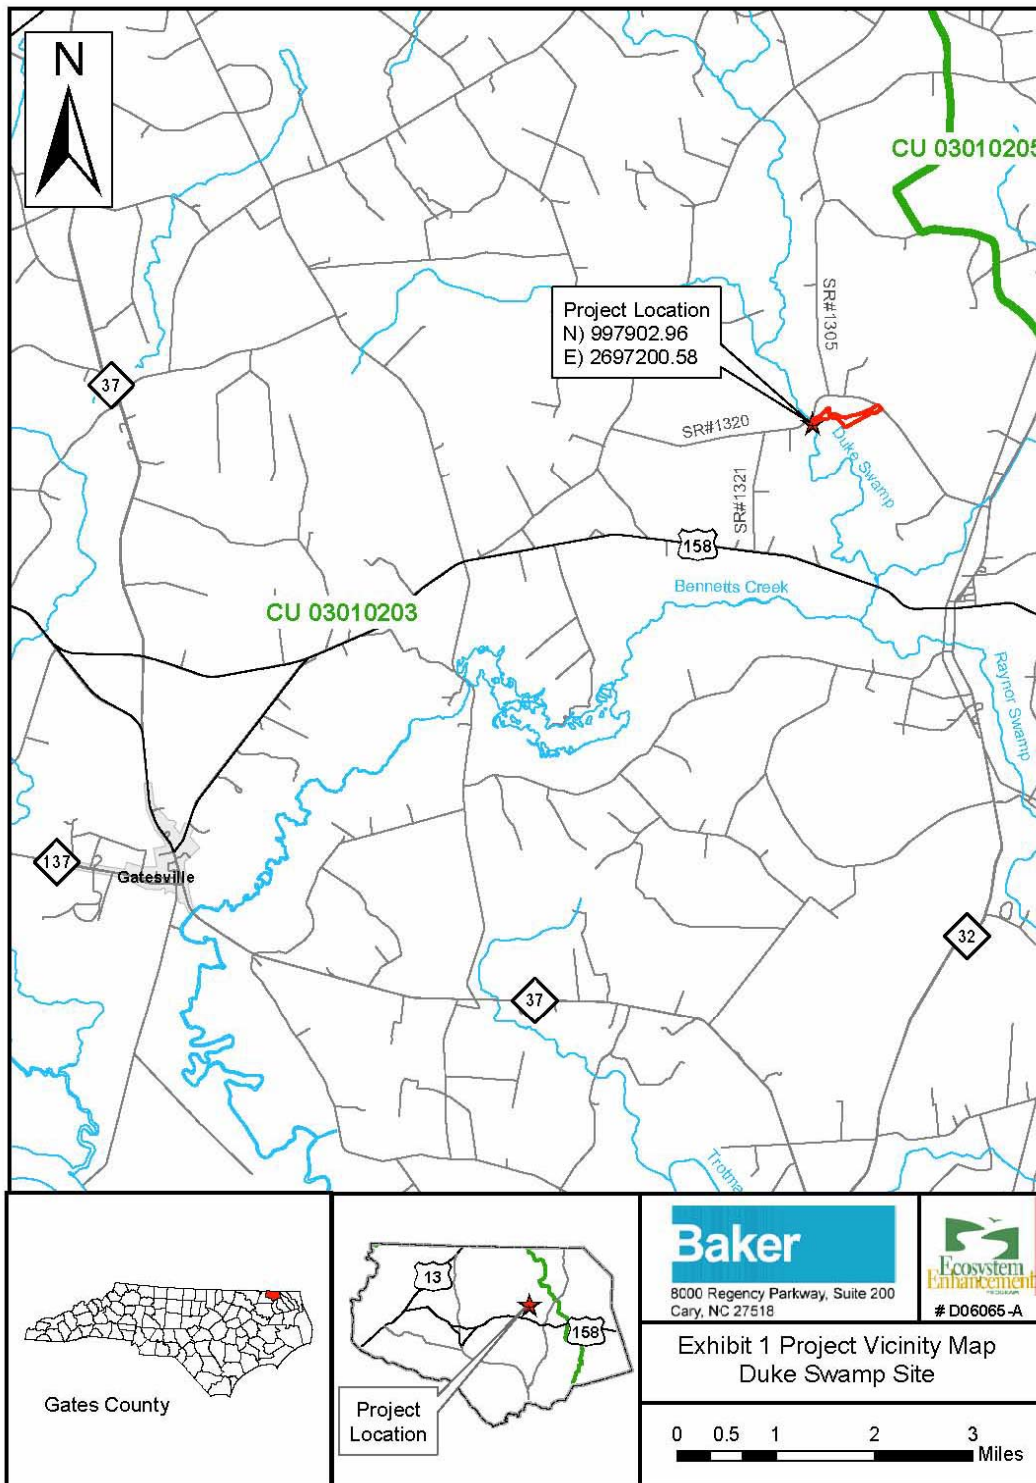 N
CU 03010205
Project Location
N) 997902.96
E) 2697200.58
SR#1305
37
SR#1320
Duke Swamp
SR#1321
158
Bennetts Creek
CU 03010203
Raynor Swamp
137
Gatesville
32
37
Trotma
Gates County
13
158
Project
Location
Baker
8000 Regency Parkway, Suite 200
Cary, NC 27518
Ecosystem
Enhancement
PROGRAM
# D06065-A
Exhibit 1 Project Vicinity Map
Duke Swamp Site
0 0.5 1 2 3
Miles